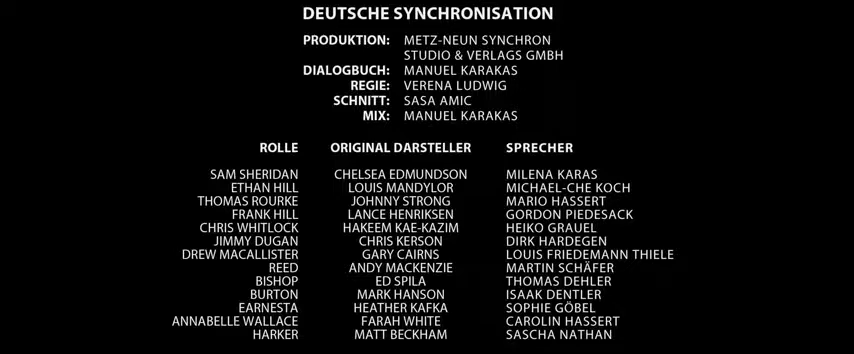 DEUTSCHE SYNCHRONISATION
PRODUKTION: METZ-NEUN SYNCHRON
STUDIO & VERLAGS GMBH
DIALOGBUCH: MANUEL KARAKAS
REGIE: VERENA LUDWIG
SCHNITT: SASA AMIC
MIX: MANUEL KARAKAS
ROLLE ORIGINAL DARSTELLER SPRECHER
SAM SHERIDAN CHELSEA EDMUNDSON MILENA KARAS
ETHAN HILL LOUIS MANDYLOR MICHAEL-CHE KOCH
THOMAS ROURKE JOHNNY STRONG MARIO HASSERT
FRANK HILL LANCE HENRIKSEN GORDON PIEDESACK
CHRIS WHITLOCK HAKEEM KAE-KAZIM HEIKO GRAUEL
JIMMY DUGAN CHRIS KERSON DIRK HARDEGEN
DREW MACALLISTER GARY CAIRNS LOUIS FRIEDEMANN THIELE
REED ANDY MACKENZIE MARTIN SCHÄFER
BISHOP ED SPILA THOMAS DEHLER
BURTON MARK HANSON ISAAK DENTLER
EARNESTA HEATHER KAFKA SOPHIE GÖBEL
ANNABELLE WALLACE FARAH WHITE CAROLIN HASSERT
HARKER MATT BECKHAM SASCHA NATHAN